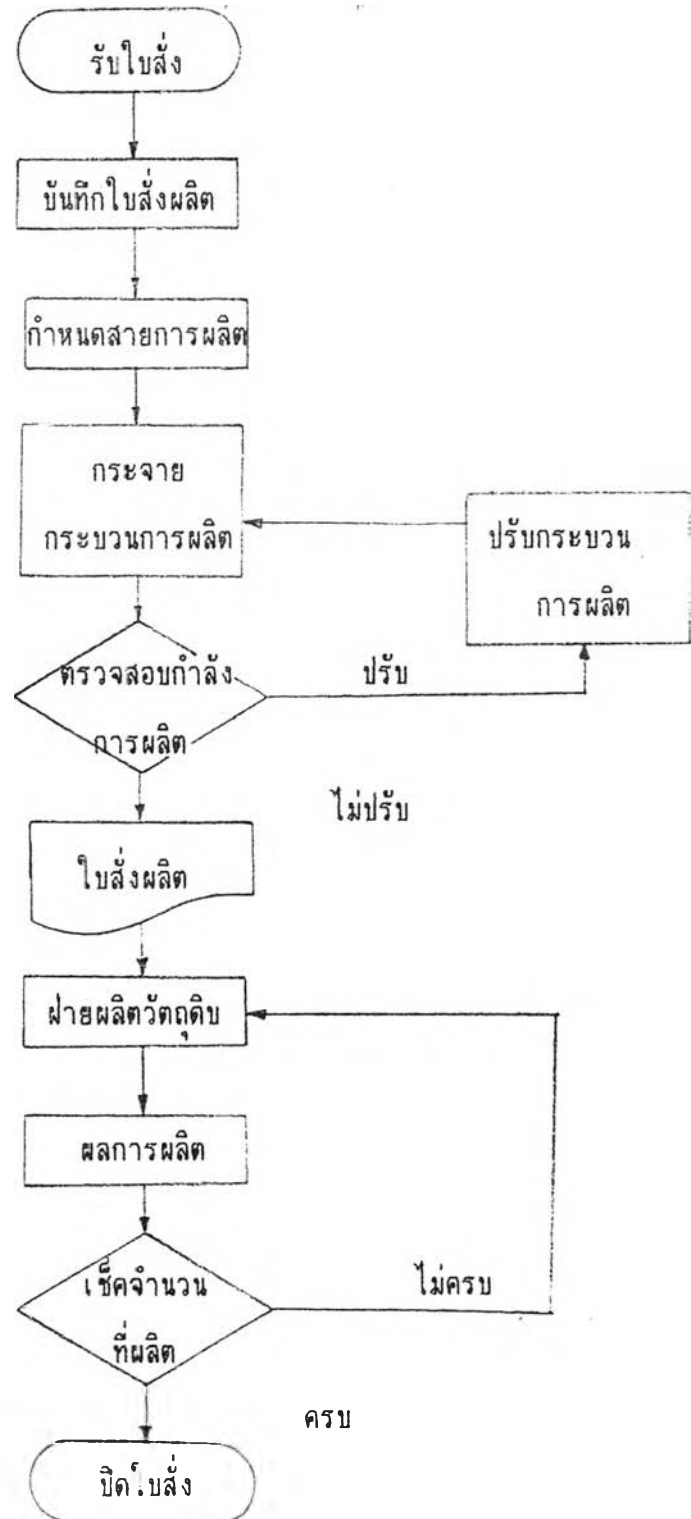 รับใบสั่ง
บันทึกใบสั่งผลิต
กำหนดสายการผลิต
กระจาย
กระบวนการผลิต
ปรับกระบวน
การผลิต
ตรวจสอบกำลัง
การผลิต
ปรับ
ไม่ปรับ
ใบสั่งผลิต
ฝ่ายผลิตวัตถุดิบ
ผลการผลิต
เช็คจำนวน
ที่ผลิต
ไม่ครบ
ครบ
ปิดใบสั่ง